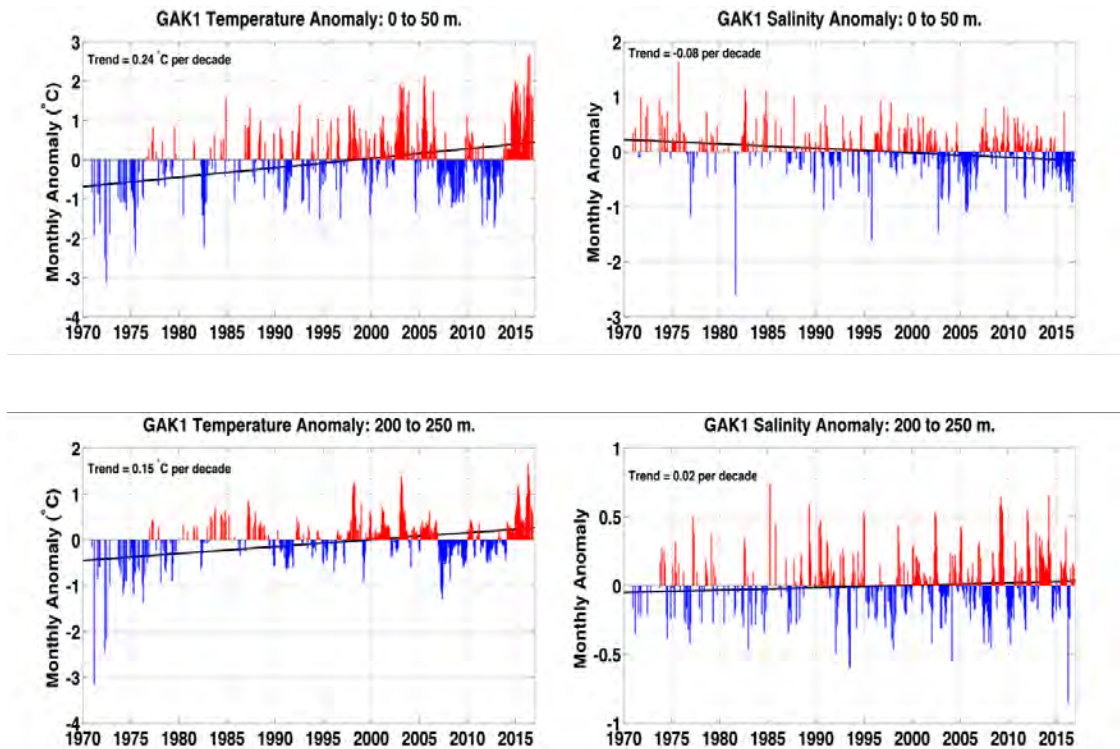 GAK1 Temperature Anomaly: 0 to 50 m.
Trend = 0.24 °C per decade
Monthly Anomaly (°C)
3
2
1
0
-1
-2
-3
-4
1970 1975 1980 1985 1990 1995 2000 2005 2010 2015
GAK1 Salinity Anomaly: 0 to 50 m.
Trend = -0.08 per decade
Monthly Anomaly
2
1
0
-1
-2
-3
1970 1975 1980 1985 1990 1995 2000 2005 2010 2015
GAK1 Temperature Anomaly: 200 to 250 m.
Trend = 0.15 °C per decade
Monthly Anomaly (°C)
2
1
0
-1
-2
-3
-4
1970 1975 1980 1985 1990 1995 2000 2005 2010 2015
GAK1 Salinity Anomaly: 200 to 250 m.
Trend = 0.02 per decade
Monthly Anomaly
1
0.5
0
-0.5
-1
1970 1975 1980 1985 1990 1995 2000 2005 2010 2015